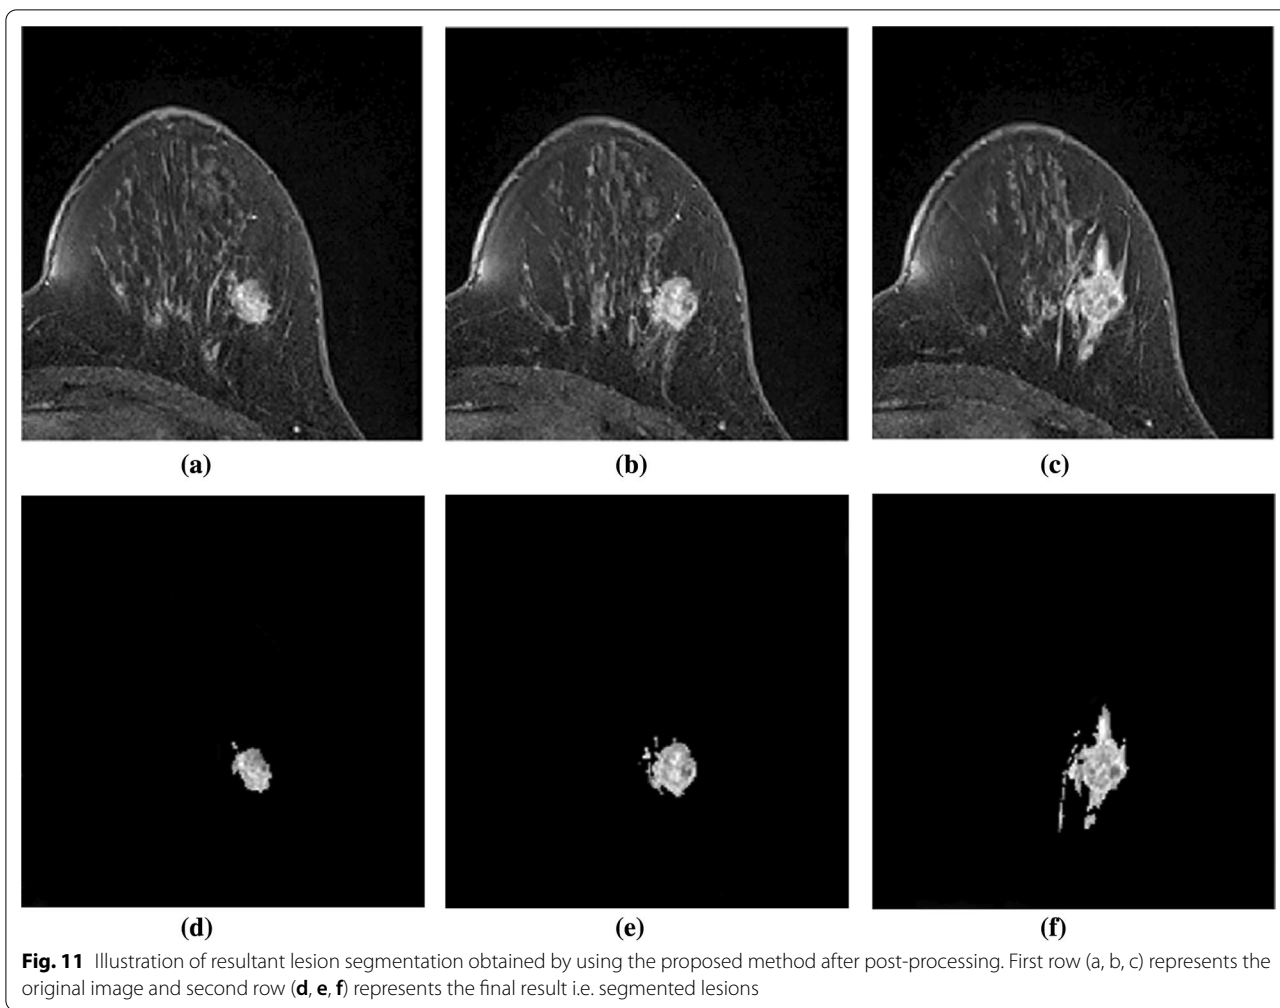 (a)
(b)
(c)
(d)
(e)
(f)
Fig. 11 Illustration of resultant lesion segmentation obtained by using the proposed method after post-processing. First row (a, b, c) represents the
original image and second row (d, e, f) represents the final result i.e. segmented lesions